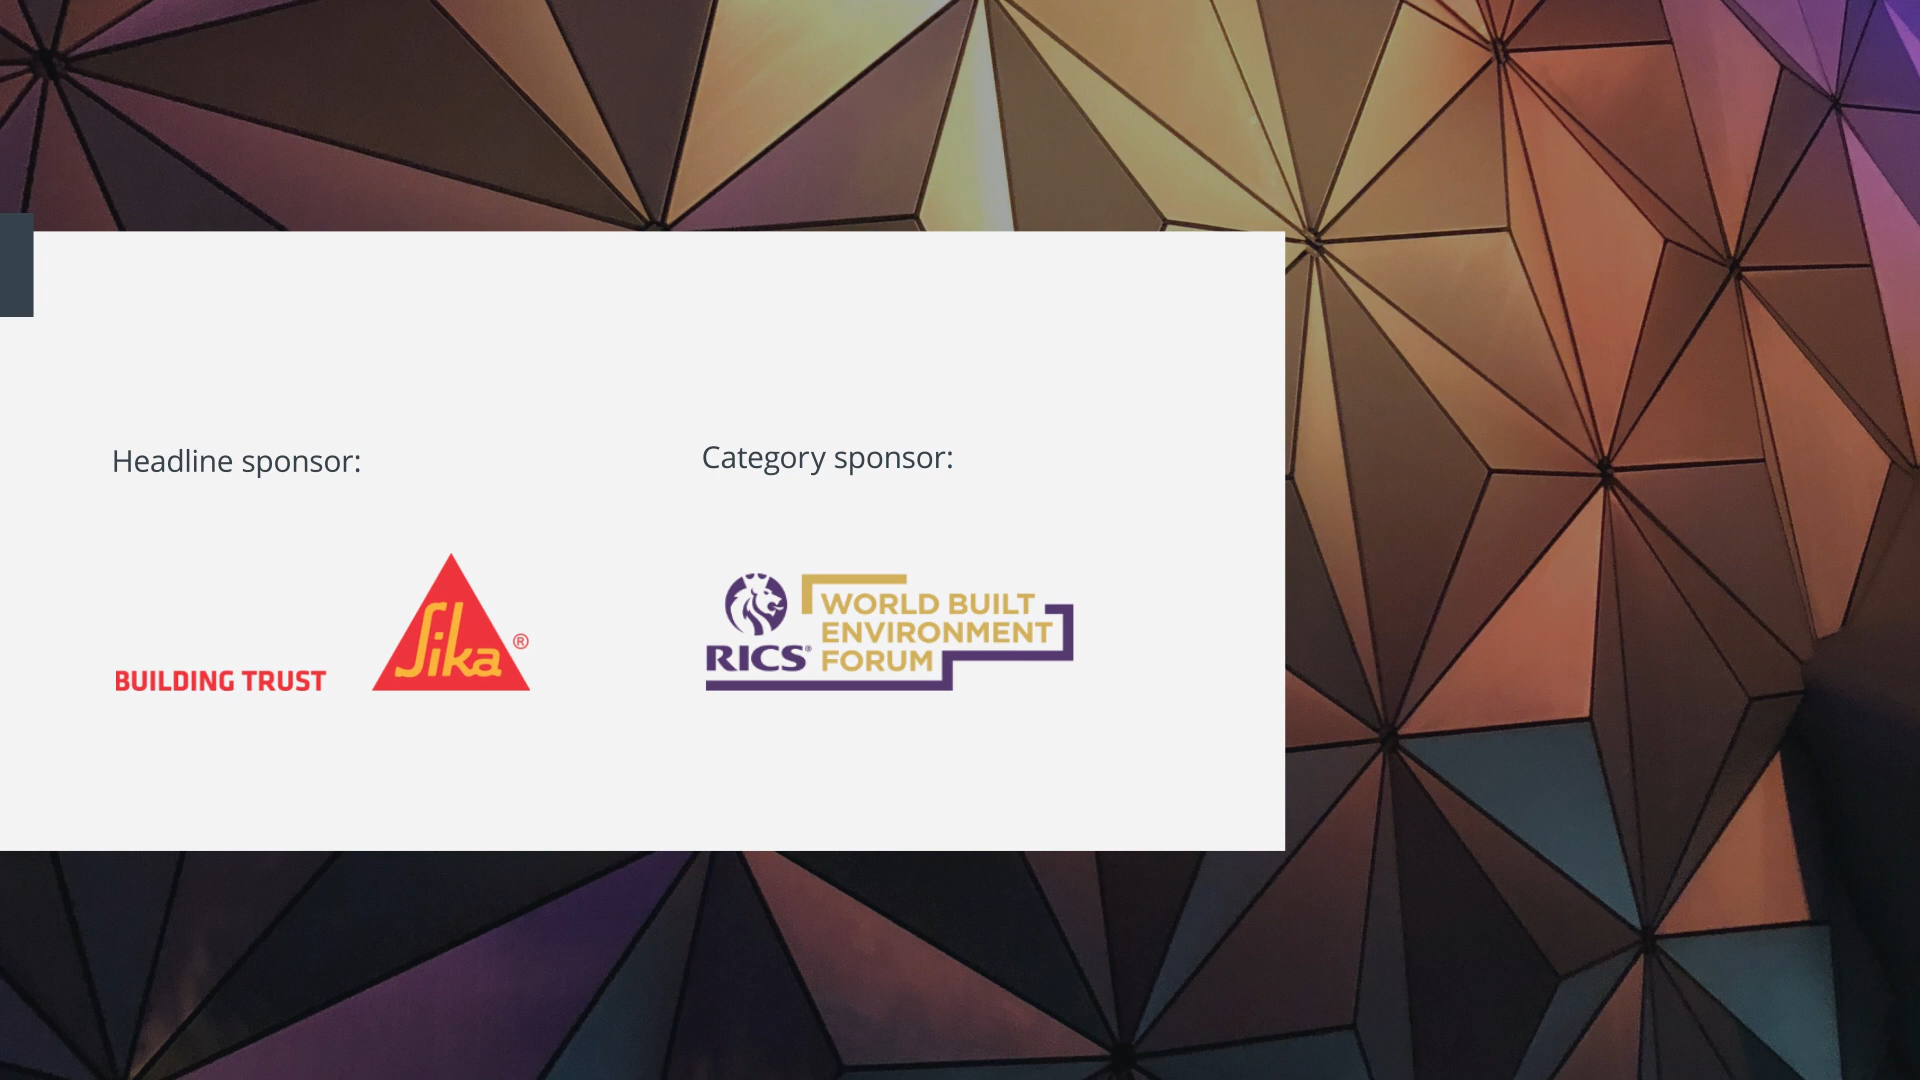 Headline sponsor:
BUILDING TRUST
Sika®
Category sponsor:
RICS®
WORLD BUILT
ENVIRONMENT
FORUM